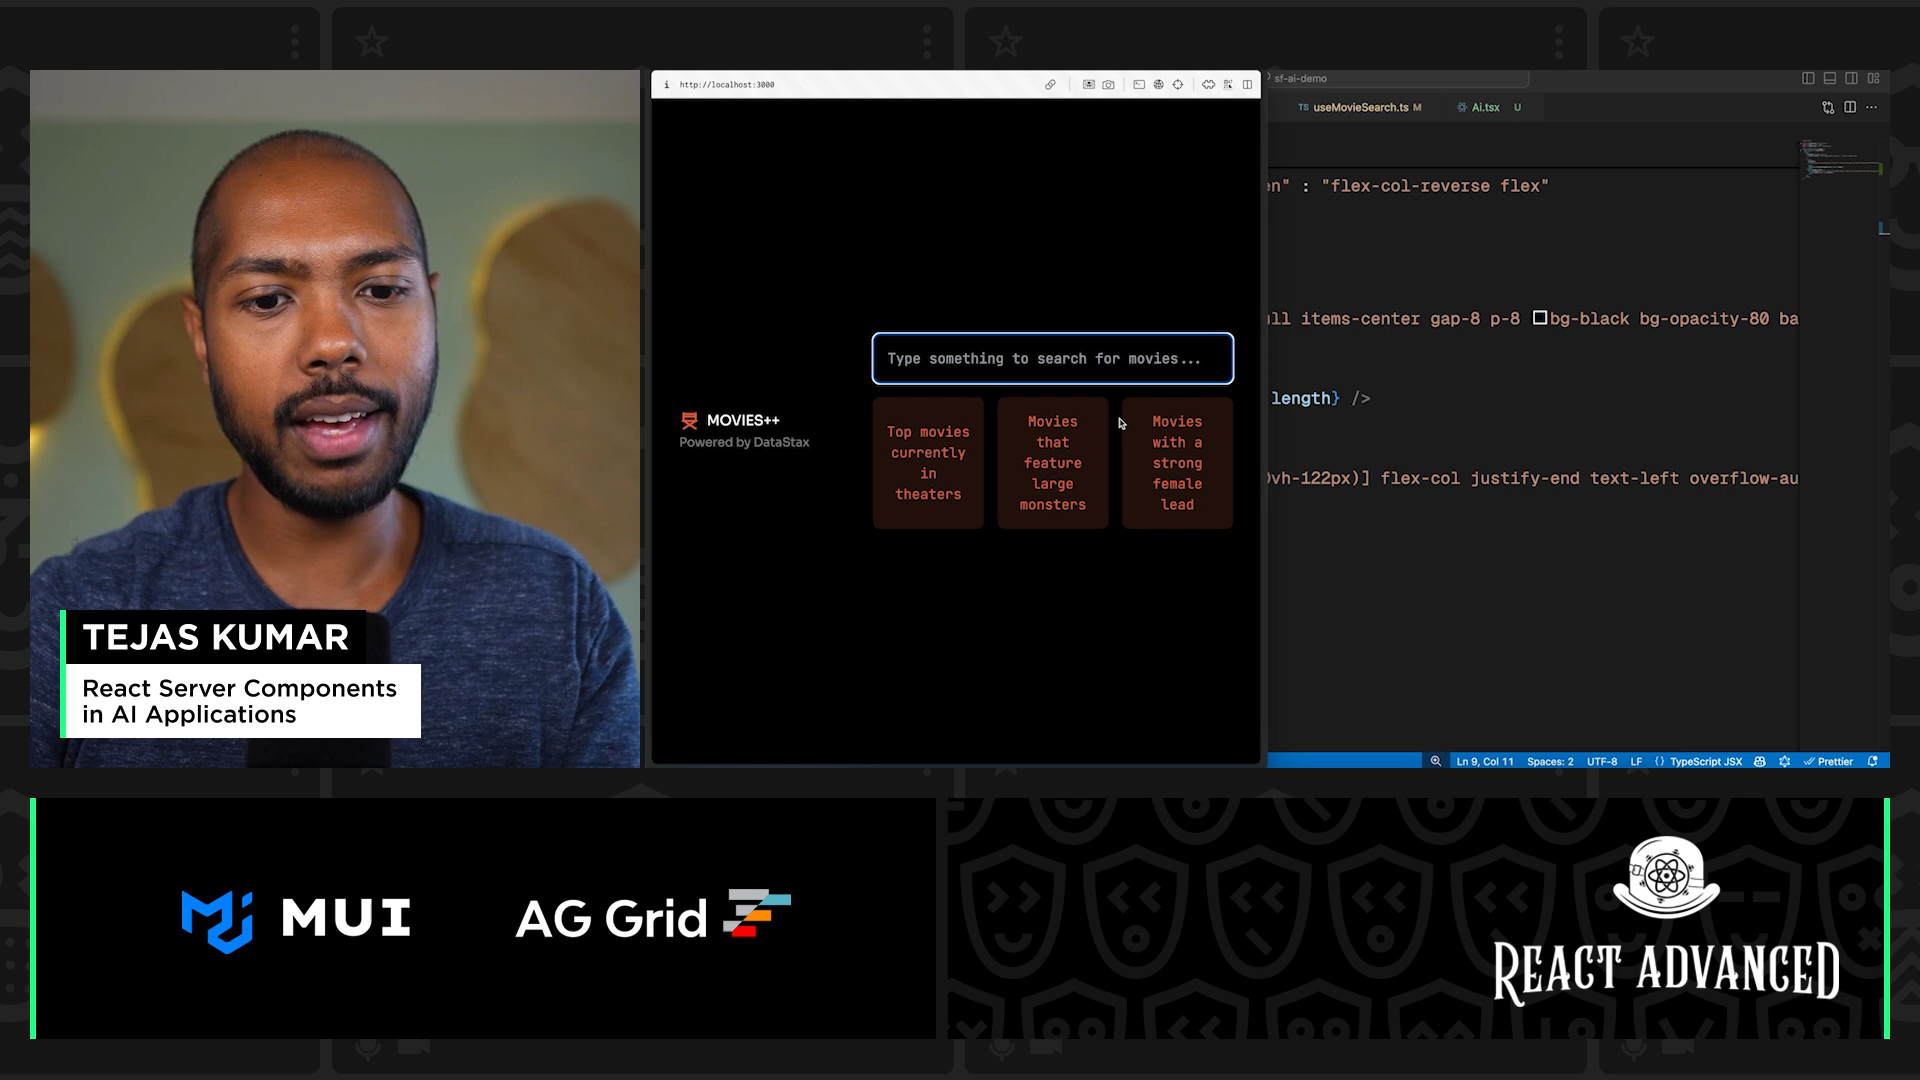 http://localhost:3000
Type something to search for movies...
MOVIES++
Powered by DataStax
Top movies
currently
in
theaters
Movies
that
feature
large
monsters
Movies
with a
strong
female
lead
sf-ai-demo
TS useMovieSearch.ts M
Ai.tsx U
en" : "flex-col-reverse flex"
ull items-center gap-8 p-8 bg-black bg-opacity-80 ba
length} />
0vh-122px)] flex-col justify-end text-left overflow-au
Ln 9, Col 11 Spaces: 2 UTF-8 LF {} TypeScript JSX Prettier
TEJAS KUMAR
React Server Components
in AI Applications
MUI
AG Grid
REACT ADVANCED